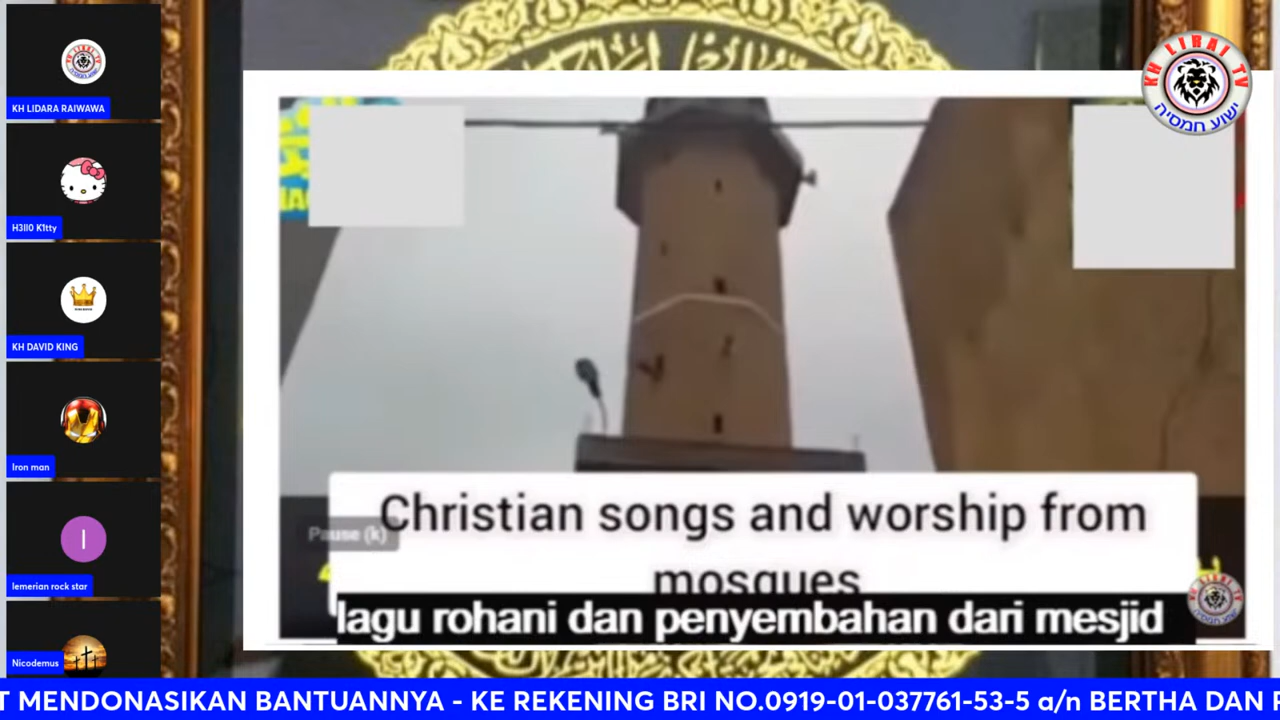 KH LIRAI TV
ישוע חמסיה
KH LIDARA RAIWAWA
H3ll0 K1tty
KH DAVID KING
Iron man
I
lemerian rock star
Nicodemus
Pause (k)
Christian songs and worship from
mosques
lagu rohani dan penyembahan dari mesjid
T MENDONASIKAN BANTUANNYA - KE REKENING BRI NO.0919-01-037761-53-5 a/n BERTHA DAN